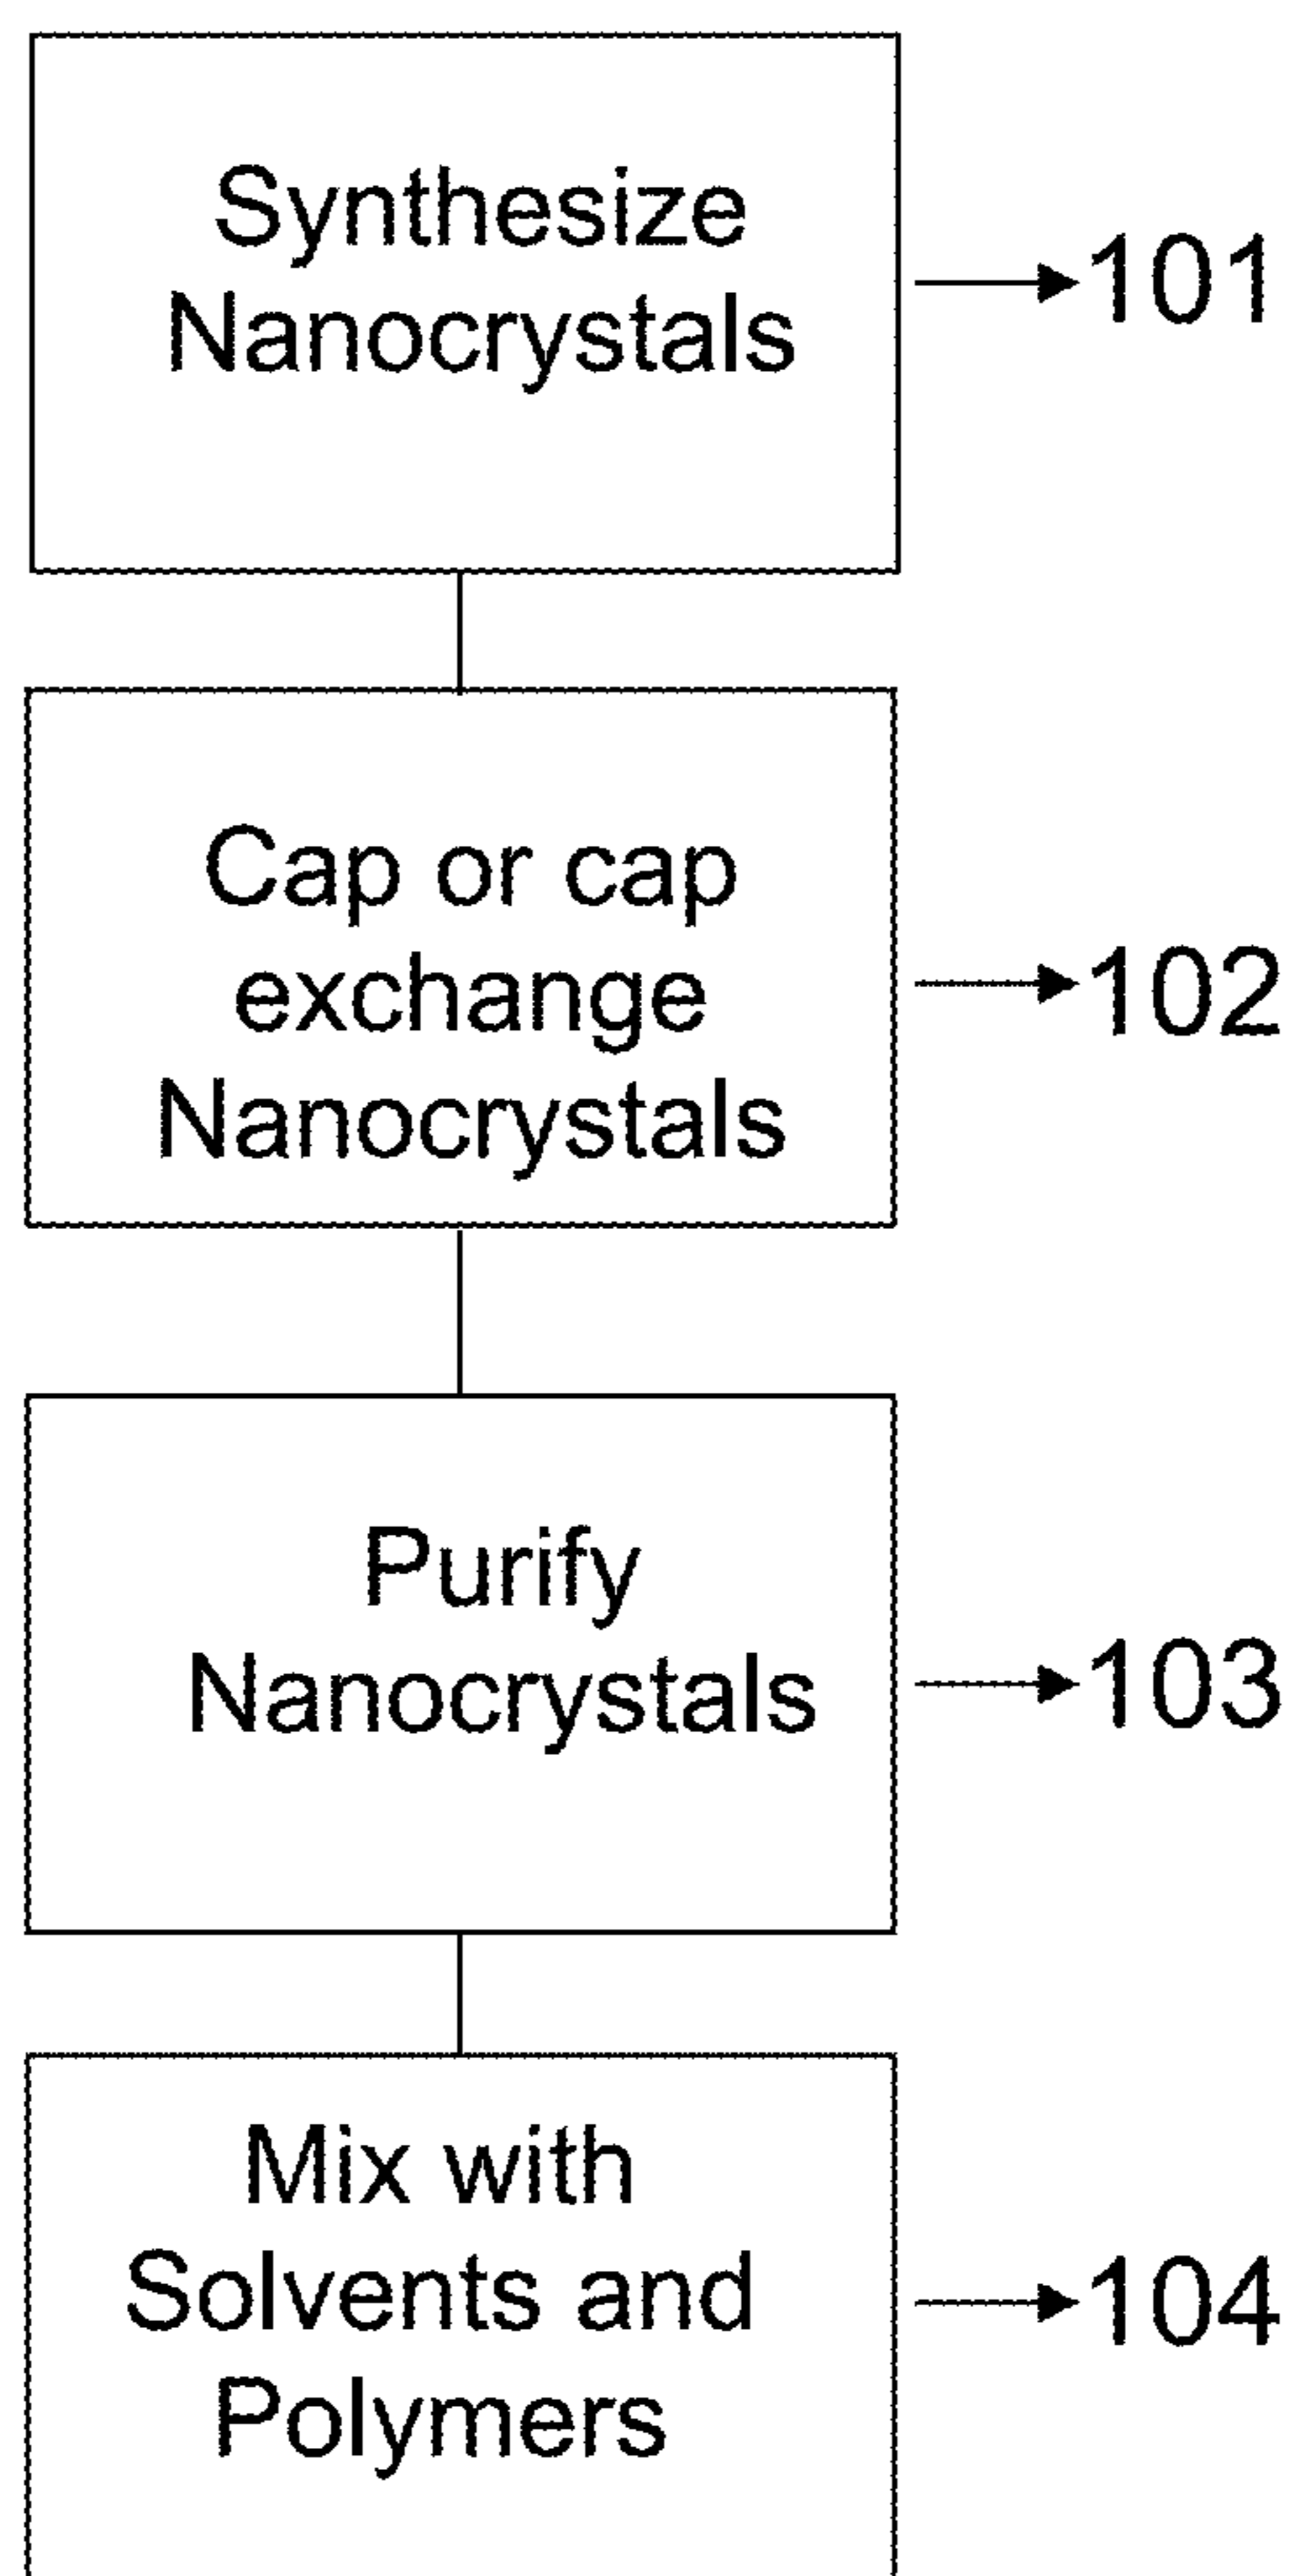 Synthesize
Nanocrystals
101
Cap or cap
exchange
Nanocrystals
102
Purify
Nanocrystals
103
Mix with
Solvents and
Polymers
104